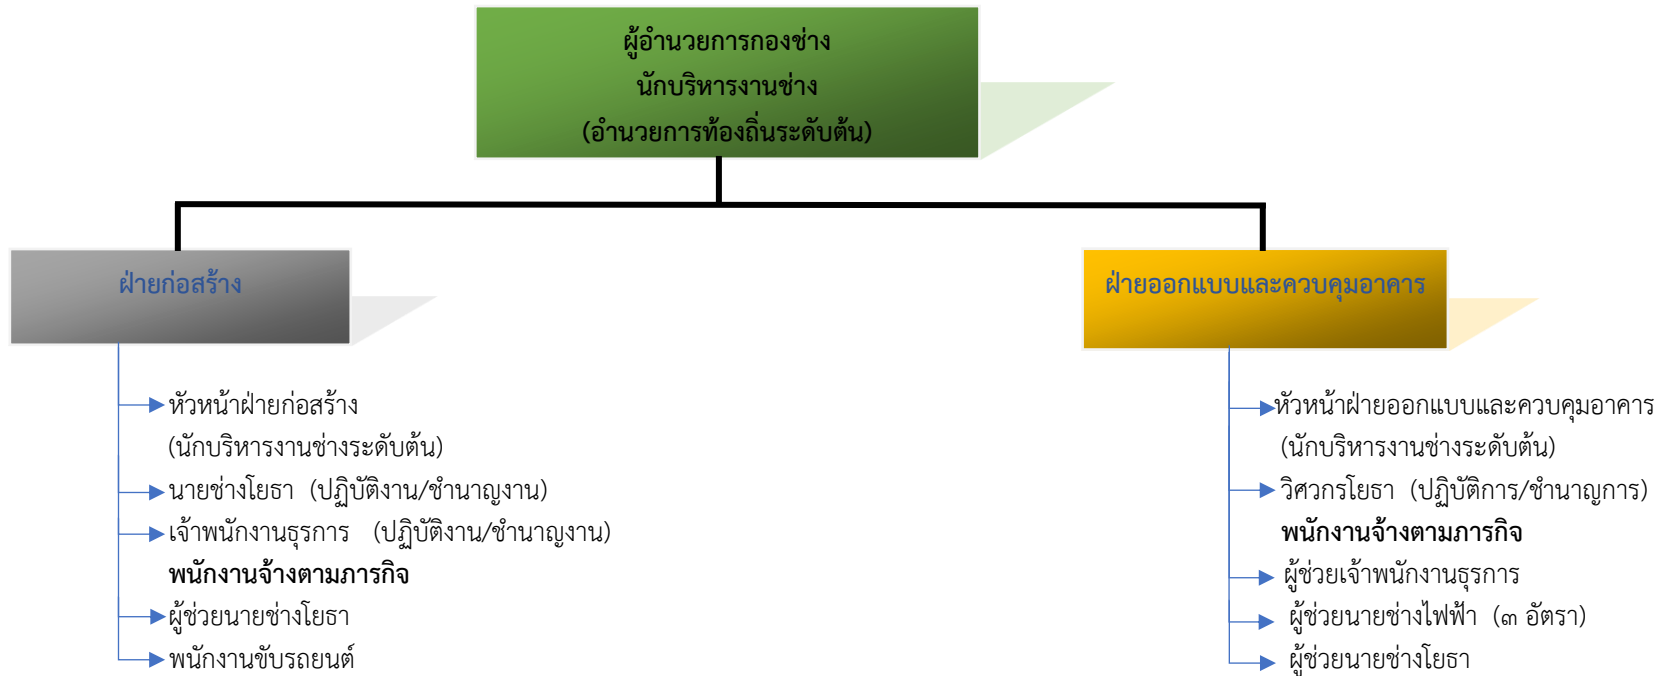 ผู้อำนวยการกองช่าง
นักบริหารงานช่าง
(อำนวยการท้องถิ่นระดับต้น)
ฝ่ายก่อสร้าง
หัวหน้าฝ่ายก่อสร้าง
(นักบริหารงานช่างระดับต้น)
นายช่างโยธา (ปฏิบัติงาน/ชำนาญงาน)
เจ้าพนักงานธุรการ (ปฏิบัติงาน/ชำนาญงาน)
พนักงานจ้างตามภารกิจ
ผู้ช่วยนายช่างโยธา
พนักงานขับรถยนต์
ฝ่ายออกแบบและควบคุมอาคาร
หัวหน้าฝ่ายออกแบบและควบคุมอาคาร
(นักบริหารงานช่างระดับต้น)
วิศวกรโยธา (ปฏิบัติการ/ชำนาญการ)
พนักงานจ้างตามภารกิจ
ผู้ช่วยเจ้าพนักงานธุรการ
ผู้ช่วยนายช่างไฟฟ้า (๓ อัตรา)
ผู้ช่วยนายช่างโยธา